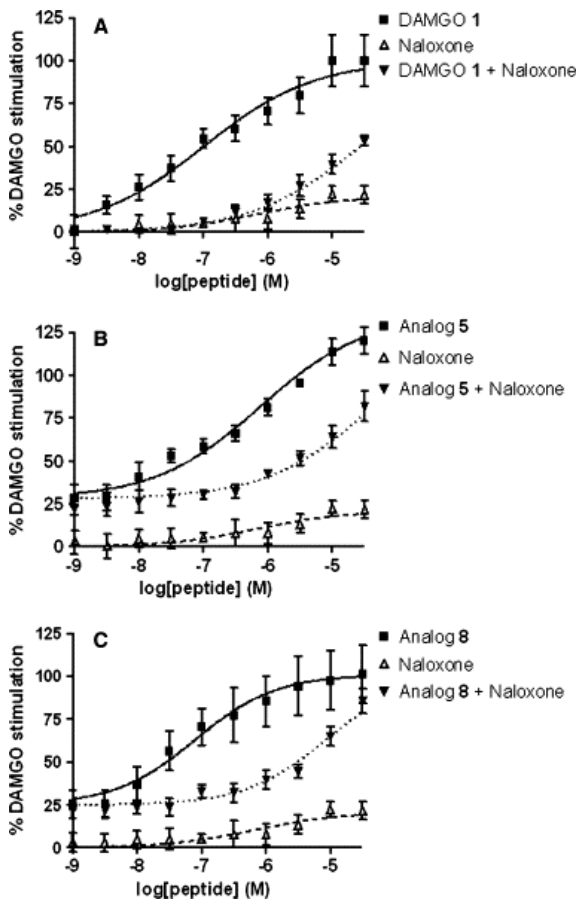 A
% DAMGO stimulation
125
100
75
50
25
0
-9 -8 -7 -6 -5
log[peptide] (M)
DAMGO 1
Naloxone
DAMGO 1 + Naloxone
B
% DAMGO stimulation
125
100
75
50
25
0
-9 -8 -7 -6 -5
log[peptide] (M)
Analog 5
Naloxone
Analog 5 + Naloxone
C
% DAMGO stimulation
125
100
75
50
25
0
-9 -8 -7 -6 -5
log[peptide] (M)
Analog 8
Naloxone
Analog 8 + Naloxone